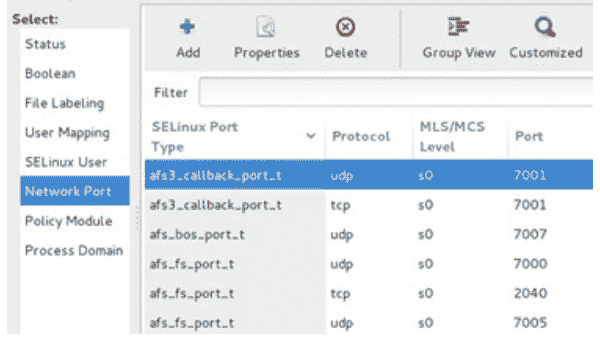 Select:
Status
Boolean
File Labeling
User Mapping
SELinux User
Network Port
Policy Module
Process Domain
Add Properties Delete Group View Customized
Filter
SELinux Port Type Protocol MLS/MCS Level Port
afs3_callback_port_t udp s0 7001
afs3_callback_port_t tcp s0 7001
afs_bos_port_t udp s0 7007
afs_fs_port_t udp s0 7000
afs_fs_port_t tcp s0 2040
afs_fs_port_t udp s0 7005